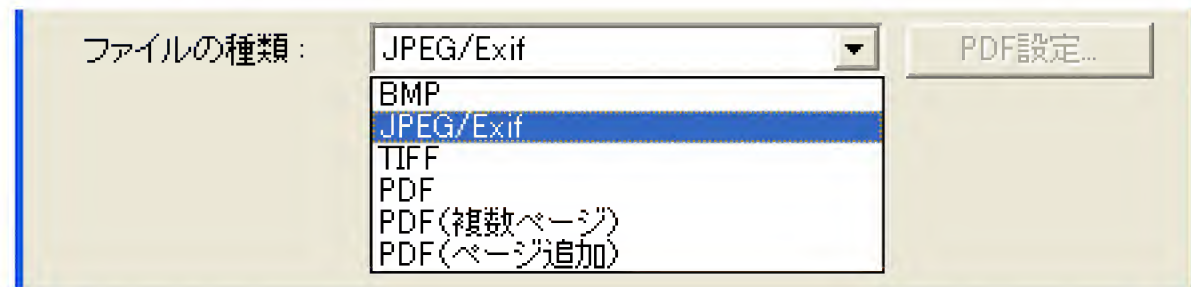 ファイルの種類： JPEG/Exif PDF設定...
BMP
JPEG/Exif
TIFF
PDF
PDF(複数ページ)
PDF(ページ追加)